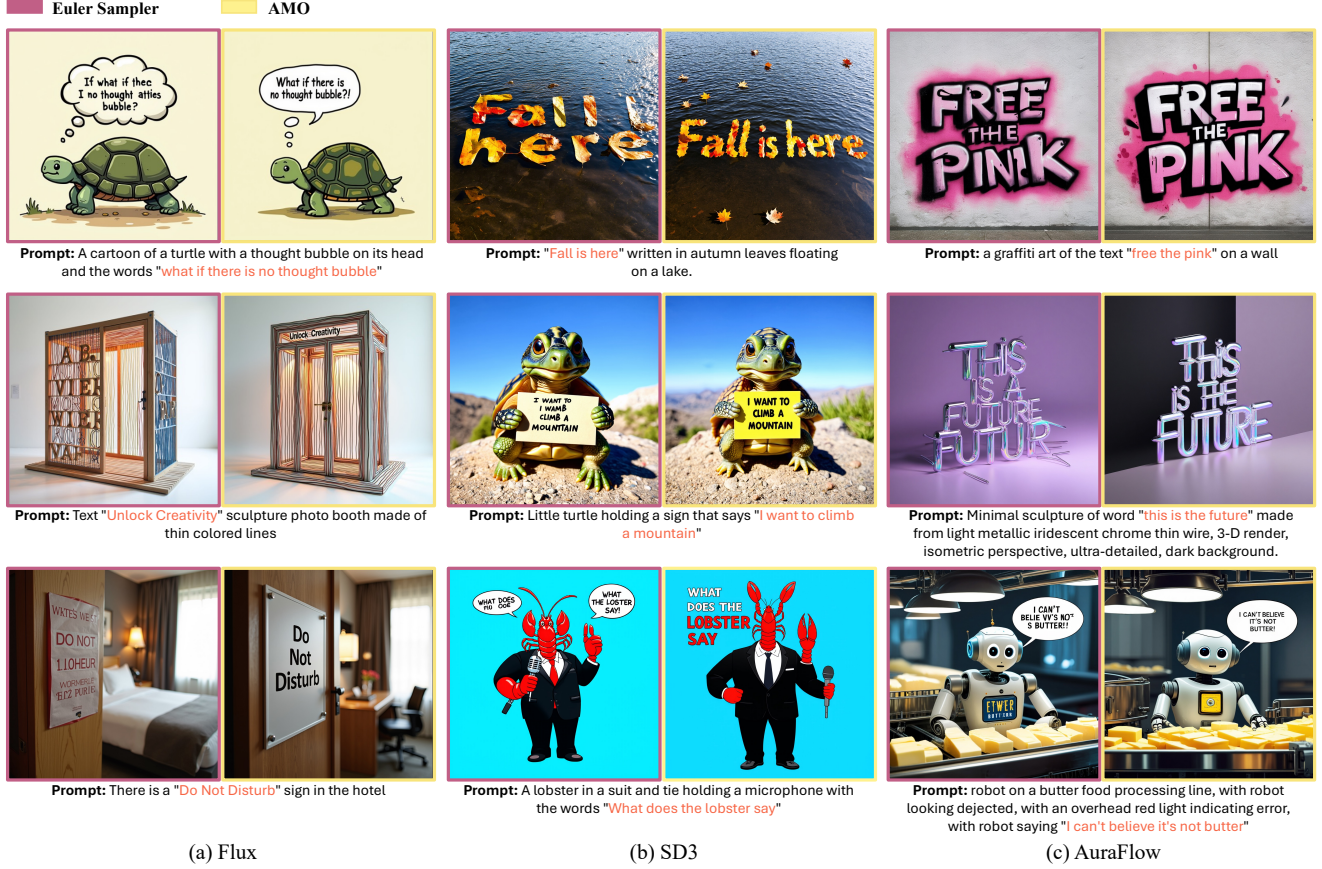 Euler Sampler
AMO
If what if thec
I no thought atties
bubble?
What if there is
no thought bubble?!
Fall
here
Fall is here
FREE
THE
PINIK
FREE
THE
PINK
Prompt: A cartoon of a turtle with a thought bubble on its head
and the words "what if there is no thought bubble"
Prompt: "Fall is here" written in autumn leaves floating
on a lake.
Prompt: a graffiti art of the text "free the pink" on a wall
Unlock Creativity
I WANT TO
I WAMB
CLIMB A
MOUNTTAIN
I WANT TO
CLIMB A
MOUNTAIN
THIS
IS A
FUTURE
FUTUR
THIS
IS THE
FUTURE
Prompt: Text "Unlock Creativity" sculpture photo booth made of
thin colored lines
Prompt: Little turtle holding a sign that says "I want to climb
a mountain"
Prompt: Minimal sculpture of word "this is the future" made
from light metallic iridescent chrome thin wire, 3-D render,
isometric perspective, ultra-detailed, dark background.
DO NOT
Do
Not
Disturb
WHAT DOES
WHAT
THE LOSTER
SAY!
WHAT
DOES THE
LOBSTER
SAY
I CAN'T
BELIE VV'S NO'T
S BUTTER!!
ETWER
I CAN'T BELIEVE
IT'S NOT
BUTTER!
Prompt: There is a "Do Not Disturb" sign in the hotel
Prompt: A lobster in a suit and tie holding a microphone with
the words "What does the lobster say"
Prompt: robot on a butter food processing line, with robot
looking dejected, with an overhead red light indicating error,
with robot saying "I can't believe it's not butter"
(a) Flux
(b) SD3
(c) AuraFlow